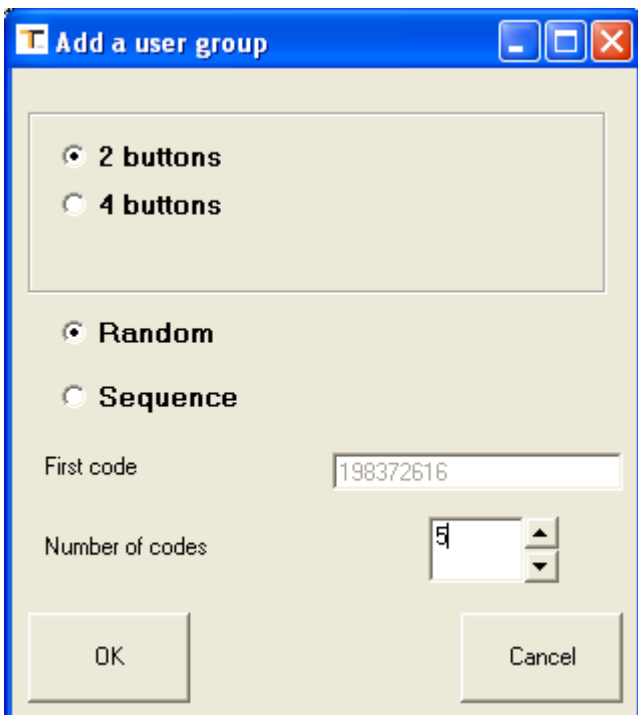 Add a user group
2 buttons
4 buttons
Random
Sequence
First code 198372616
Number of codes 5
OK Cancel